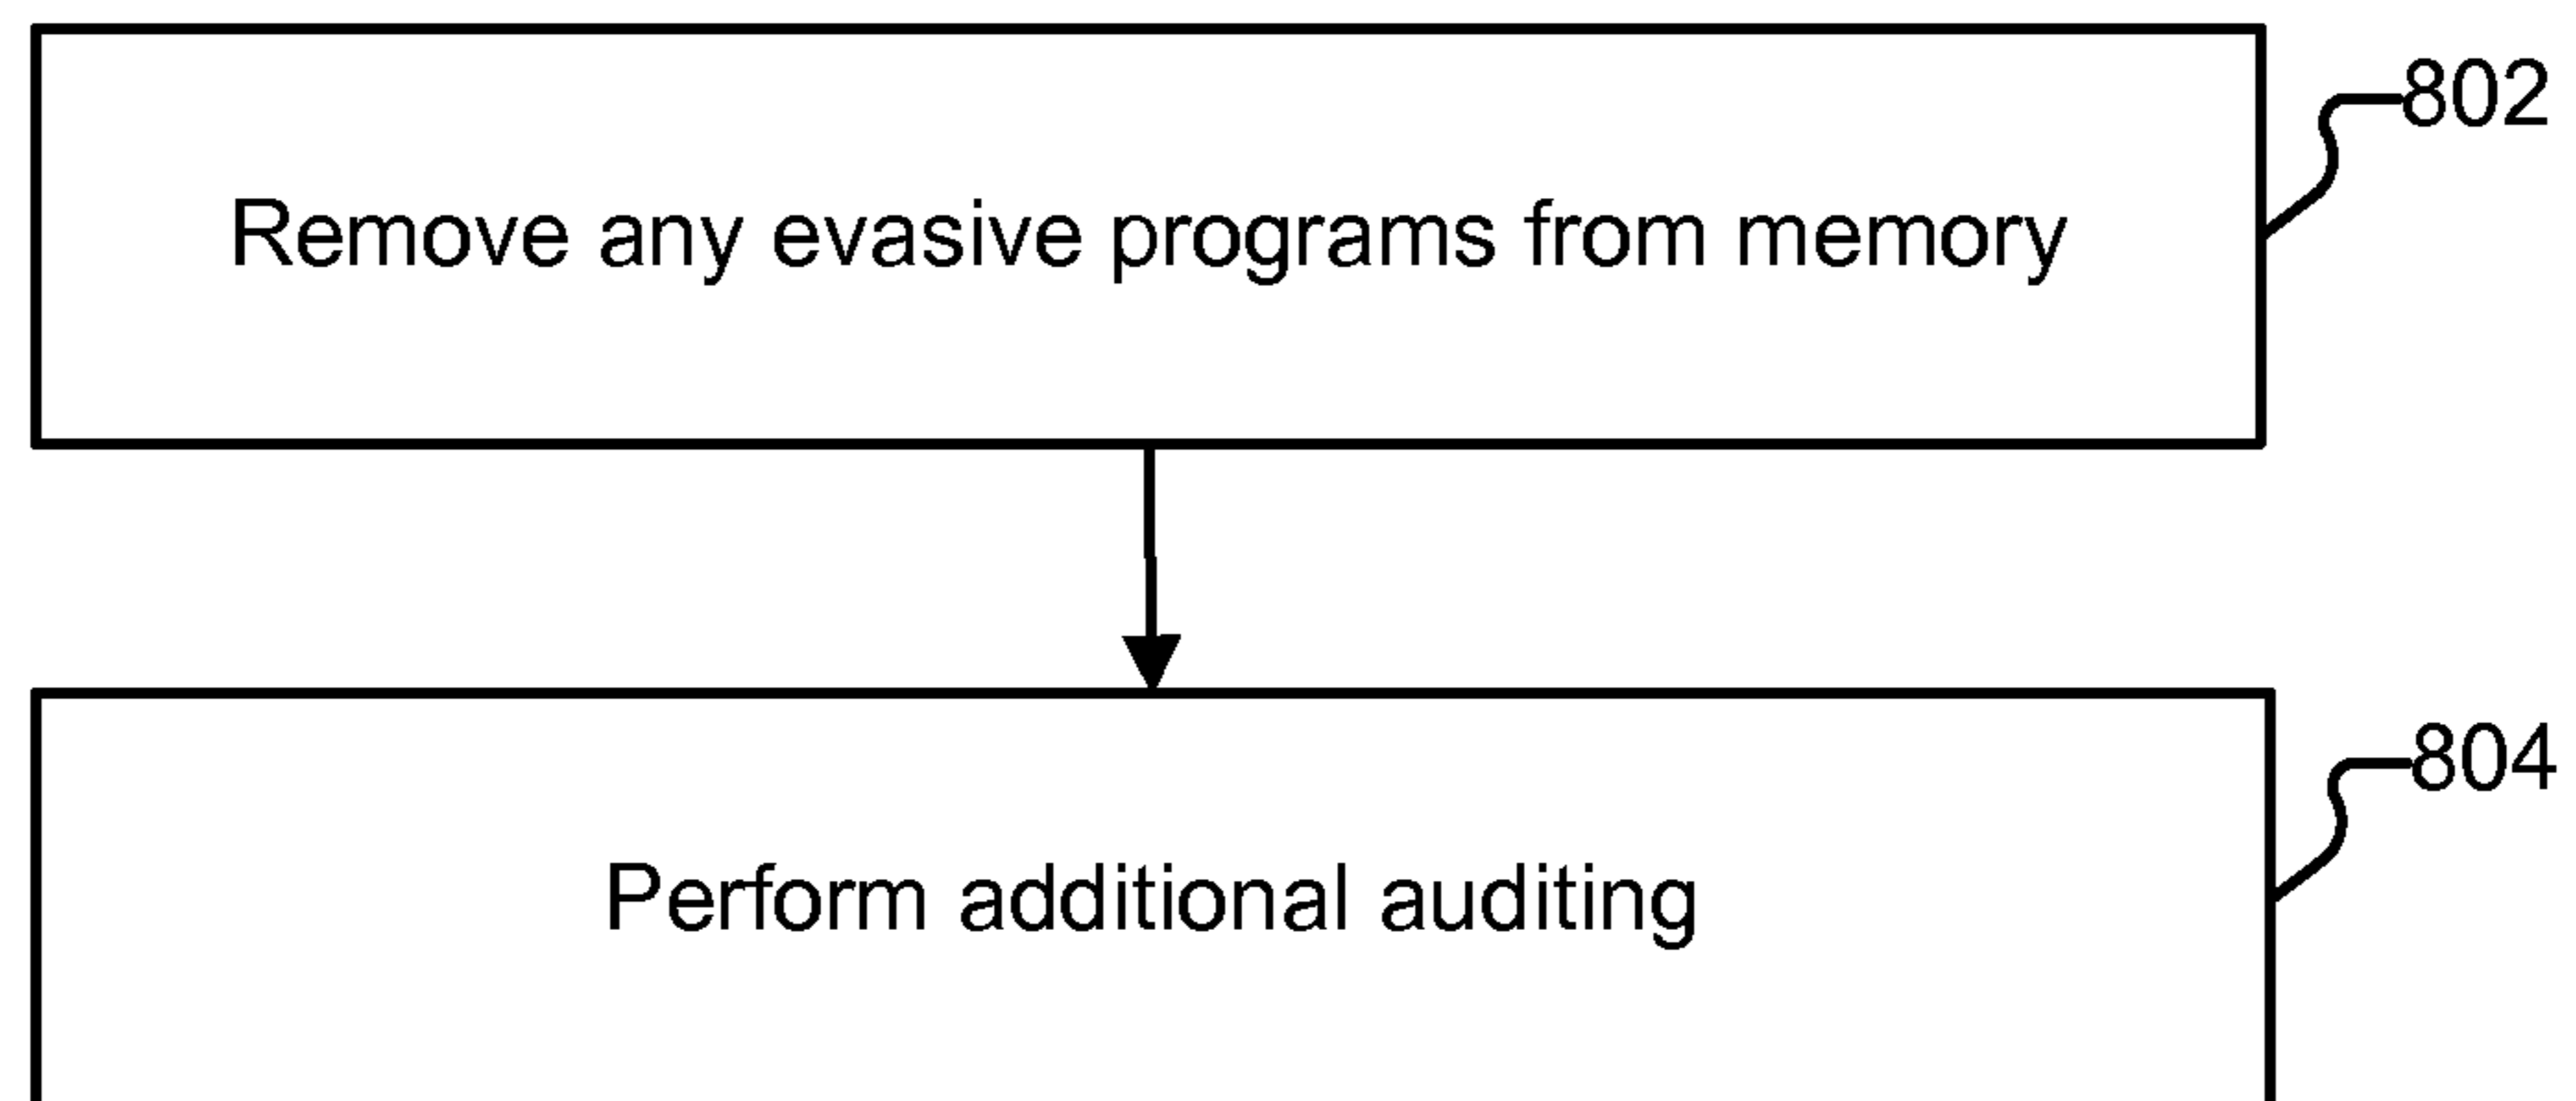 802
Remove any evasive programs from memory
804
Perform additional auditing